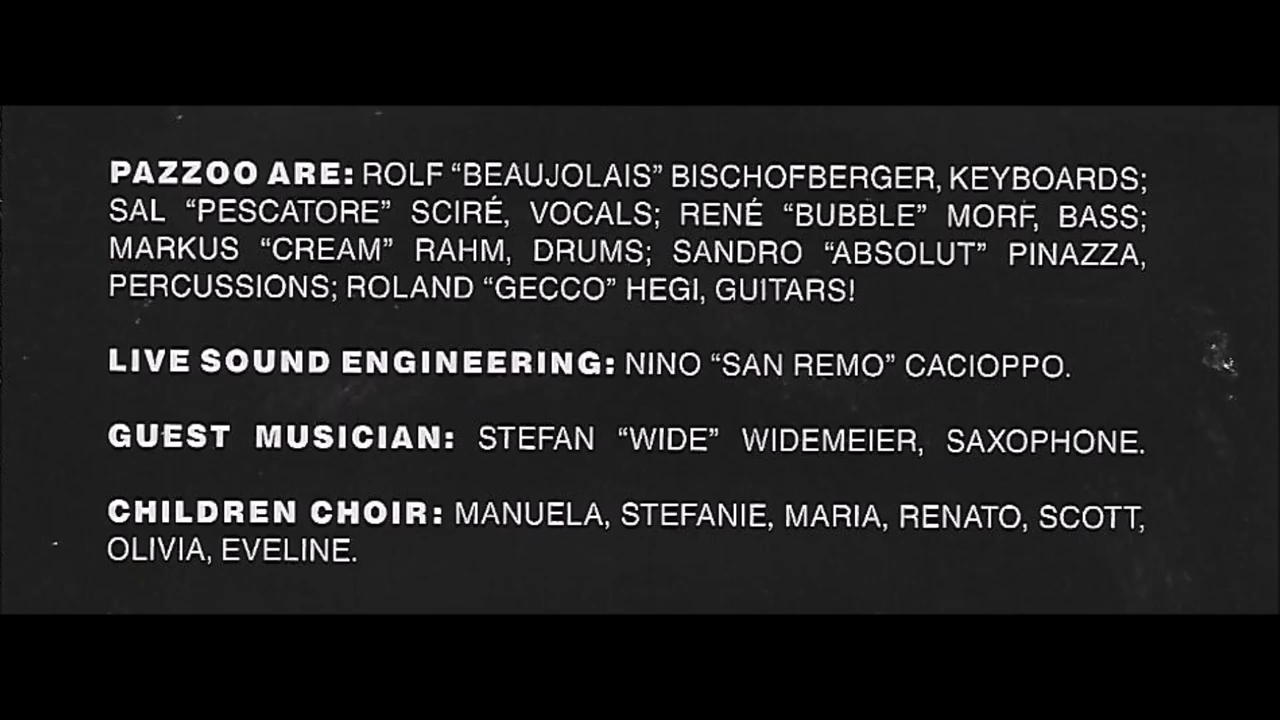 PAZZOO ARE: ROLF “BEAUJOLAIS” BISCHOFBERGER, KEYBOARDS;
SAL “PESCATORE” SCIRÉ, VOCALS; RENÉ “BUBBLE” MORF, BASS;
MARKUS “CREAM” RAHM, DRUMS; SANDRO “ABSOLUT” PINAZZA,
PERCUSSIONS; ROLAND “GECCO” HEGI, GUITARS!
LIVE SOUND ENGINEERING: NINO “SAN REMO” CACIOPPO.
GUEST MUSICIAN: STEFAN “WIDE” WIDEMEIER, SAXOPHONE.
CHILDREN CHOIR: MANUELA, STEFANIE, MARIA, RENATO, SCOTT,
OLIVIA, EVELINE.